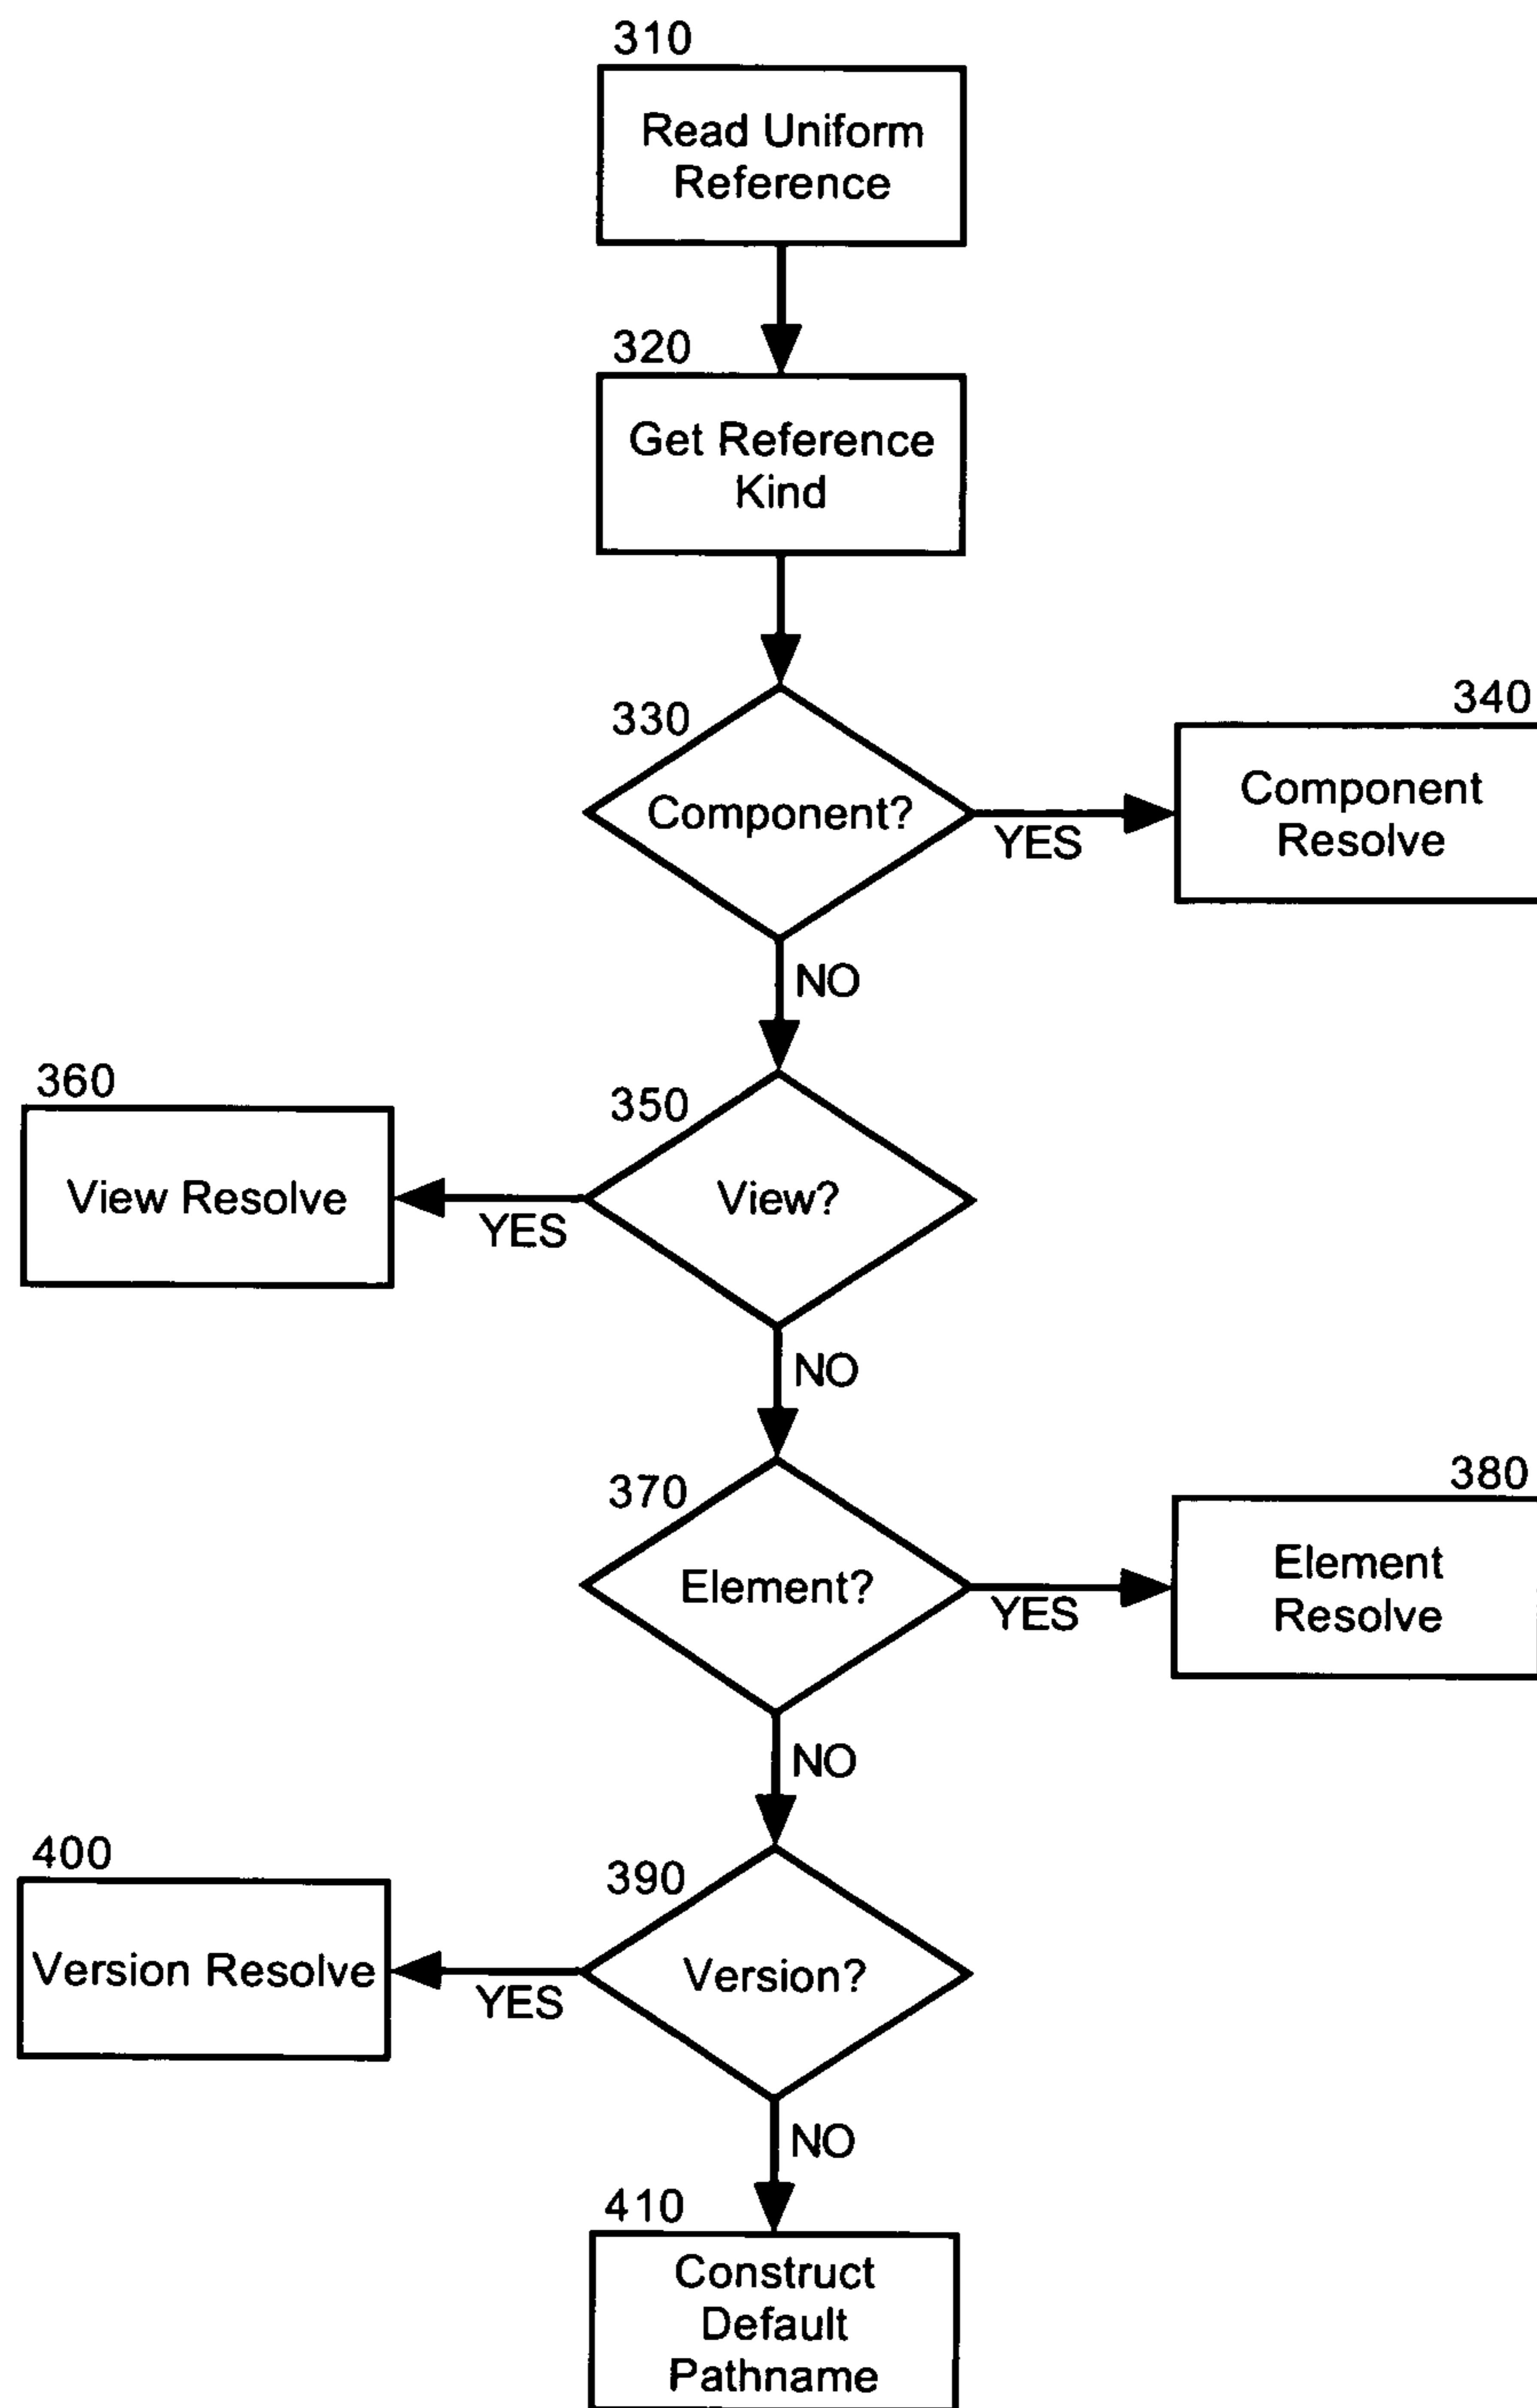 310
Read Uniform
Reference
320
Get Reference
Kind
330
Component?
YES
340
Component
Resolve
NO
360
View Resolve
YES
350
View?
NO
370
Element?
YES
380
Element
Resolve
NO
400
Version Resolve
YES
390
Version?
NO
410
Construct
Default
Pathname